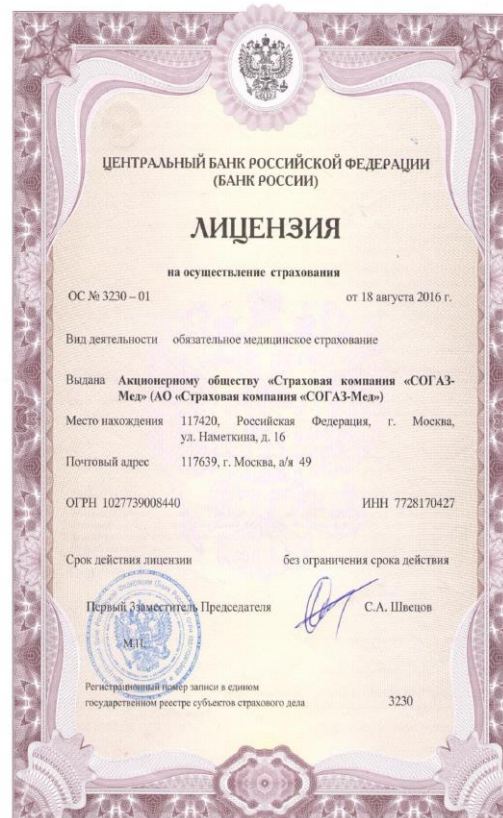 ЦЕНТРАЛЬНЫЙ БАНК РОССИЙСКОЙ ФЕДЕРАЦИИ
(БАНК РОССИИ)
ЛИЦЕНЗИЯ
на осуществление страхования
ОС № 3230 – 01 от 18 августа 2016 г.
Вид деятельности обязательное медицинское страхование
Выдана Акционерному обществу «Страховая компания «СОГАЗ-
Мед» (АО «Страховая компания «СОГАЗ-Мед»)
Место нахождения 117420, Российская Федерация, г. Москва,
ул. Наметкина, д. 16
Почтовый адрес 117639, г. Москва, а/я 49
ОГРН 1027739008440 ИНН 7728170427
Срок действия лицензии без ограничения срока действия
Первый Заместитель Председателя С.А. Швецов
М.П.
Регистрационный номер записи в едином
государственном реестре субъектов страхового дела 3230